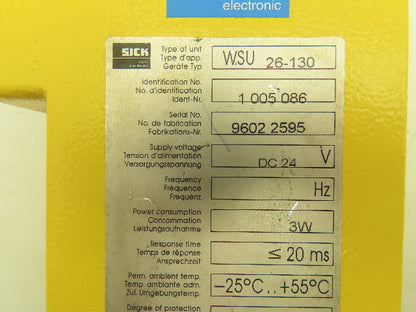 electronic
SICK
Type of unit
Type d'app.
Geräte Typ
WSU 26-130
Identification No.
No. d'identification
Ident-Nr.
1 005 086
Serial No.
No. de fabrication
Fabrikations-Nr.
9602 2595
Supply voltage
Tension d'alimentation
Versorgungsspannung
DC 24 V
Frequency
Fréquence
Frequenz
Hz
Power consumption
Consommation
Leistungsaufnahme
3W
Response time
Temps de réponse
Ansprechzeit
≤ 20 ms
Perm. ambient temp.
Temp. ambiante adm.
Zul. Umgebungstemp.
-25°C..+55°C
Degree of protection